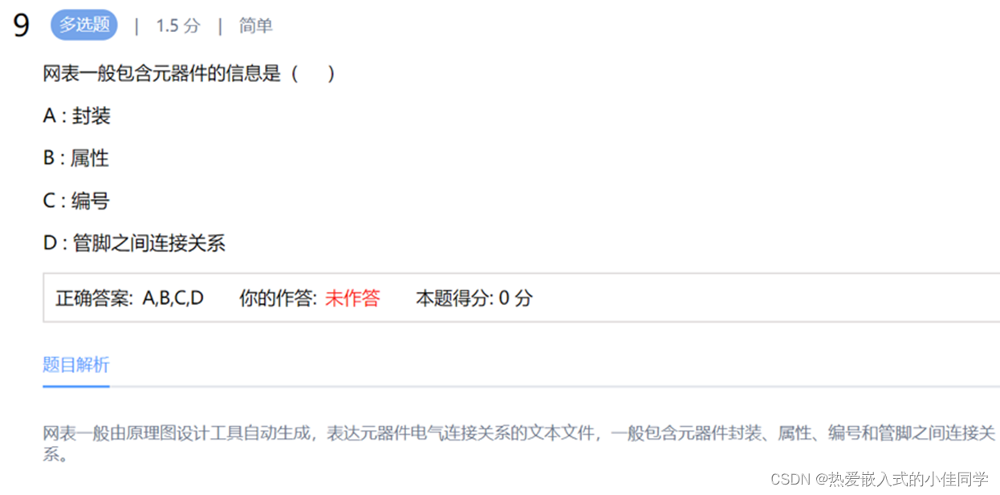 9 多选题 | 1.5 分 | 简单
网表一般包含元器件的信息是（ ）
A : 封装
B : 属性
C : 编号
D : 管脚之间连接关系
正确答案: A,B,C,D 你的作答: 未作答 本题得分: 0 分
题目解析
网表一般由原理图设计工具自动生成，表达元器件电气连接关系的文本文件，一般包含元器件封装、属性、编号和管脚之间连接关
系。
CSDN @热爱嵌入式的小佳同学